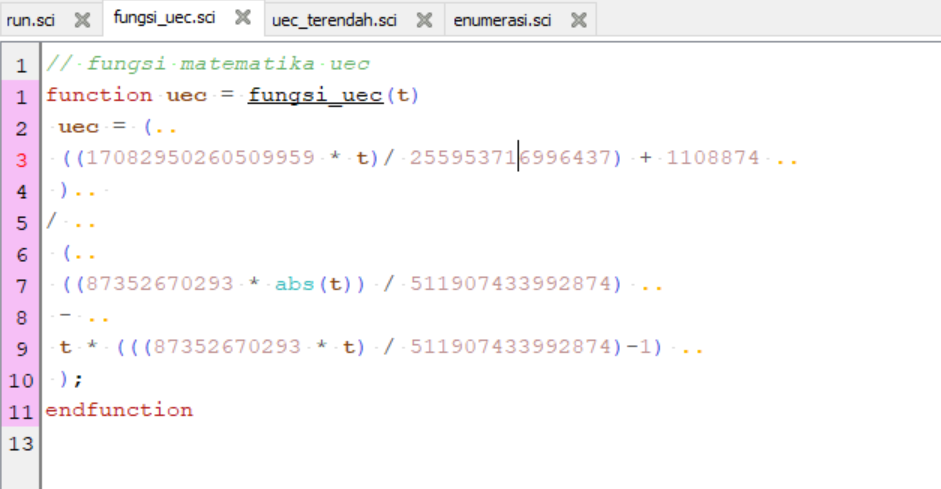 run.sci fungsi_uec.sci uec_terendah.sci enumerasi.sci
1 // fungsi matematika uec
1 function uec = fungsi_uec(t)
2 uec = (..
3 ((17082950260509959 * t)/ 255953716996437) + 1108874 ..
4 )..
5 / ..
6 (..
7 ((87352670293 * abs(t)) / 511907433992874) ..
8 - ..
9 t * (((87352670293 * t) / 511907433992874)-1) ..
10 );
11 endfunction
13